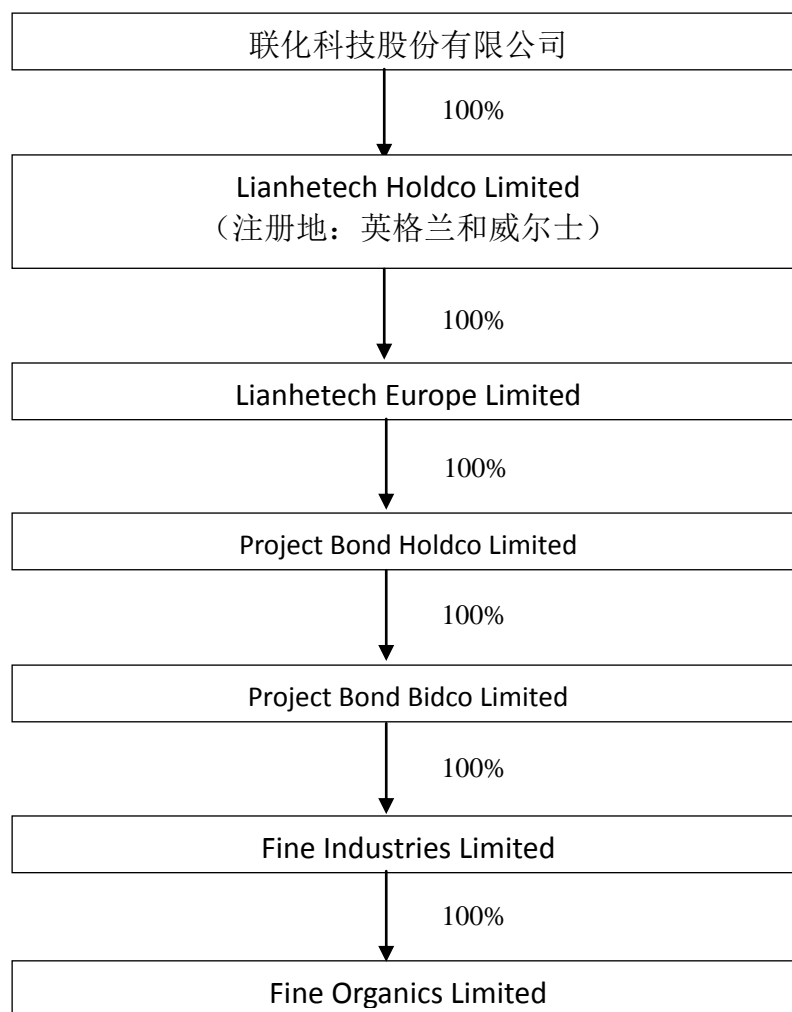 联化科技股份有限公司
100%
Lianhetech Holdco Limited
（注册地：英格兰和威尔士）
100%
Lianhetech Europe Limited
100%
Project Bond Holdco Limited
100%
Project Bond Bidco Limited
100%
Fine Industries Limited
100%
Fine Organics Limited